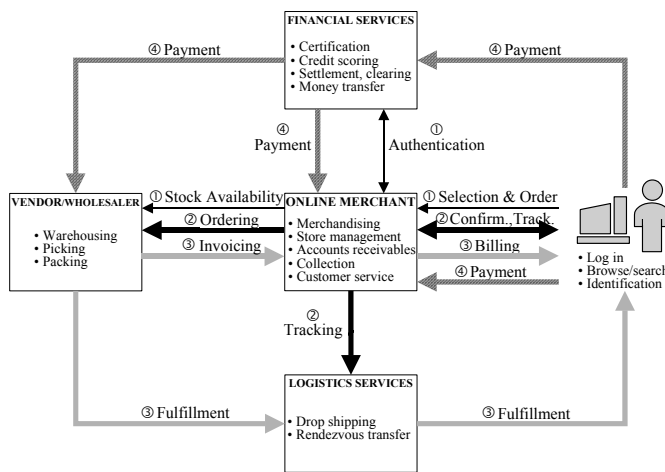 FINANCIAL SERVICES
• Certification
• Credit scoring
• Settlement, clearing
• Money transfer
④ Payment
④ Payment
④
Payment
①
Authentication
VENDOR/WHOLESALER
• Warehousing
• Picking
• Packing
① Stock Availability
② Ordering
③ Invoicing
ONLINE MERCHANT
• Merchandising
• Store management
• Accounts receivables
• Collection
• Customer service
① Selection & Order
② Confirm., Track.
③ Billing
④ Payment
• Log in
• Browse/search
• Identification
②
Tracking
LOGISTICS SERVICES
• Drop shipping
• Rendezvous transfer
③ Fulfillment
③ Fulfillment